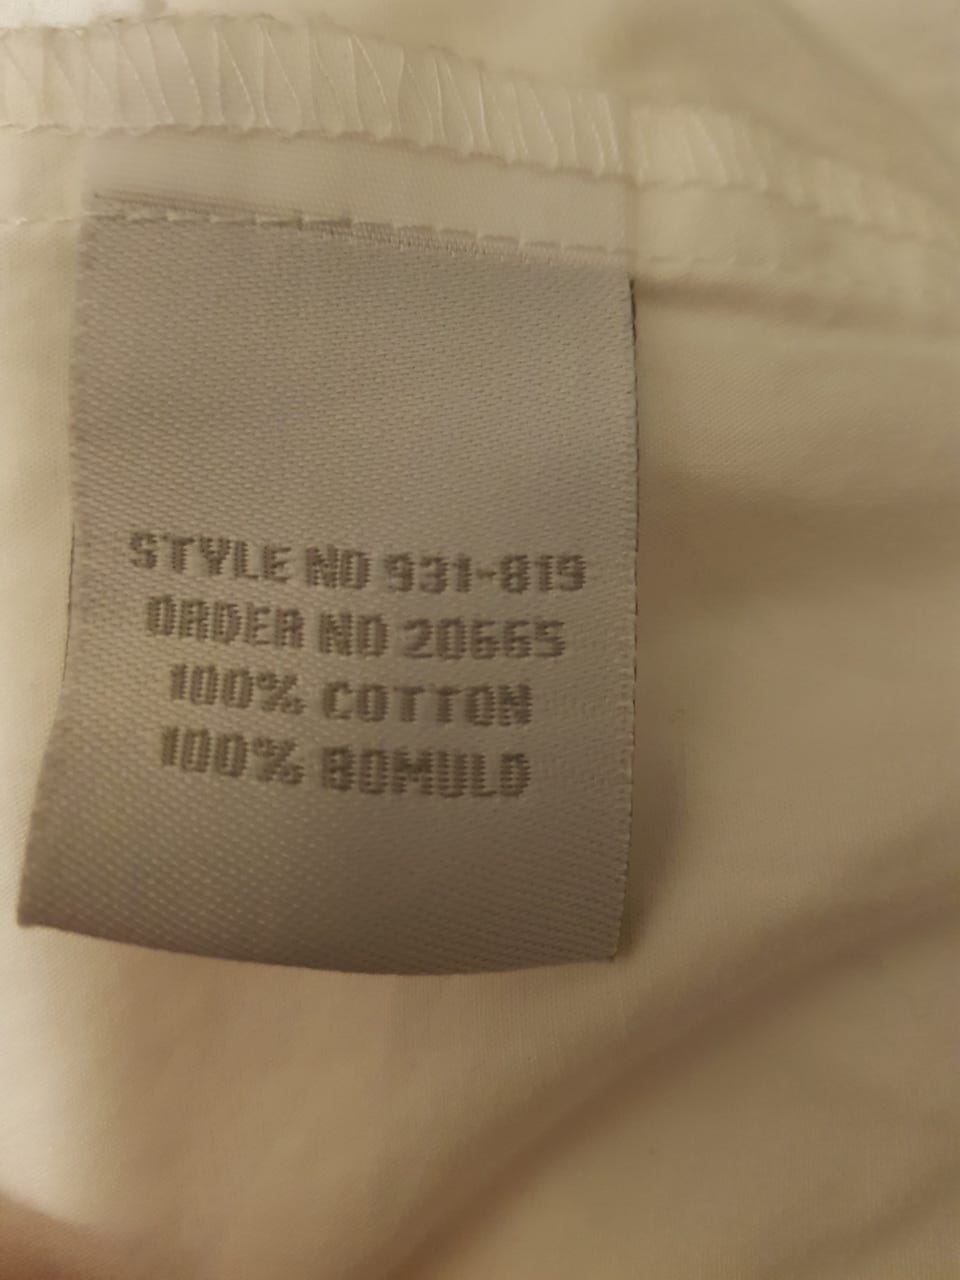 STYLE NO 931-819
ORDER NO 20665
100% COTTON
100% BOMULD